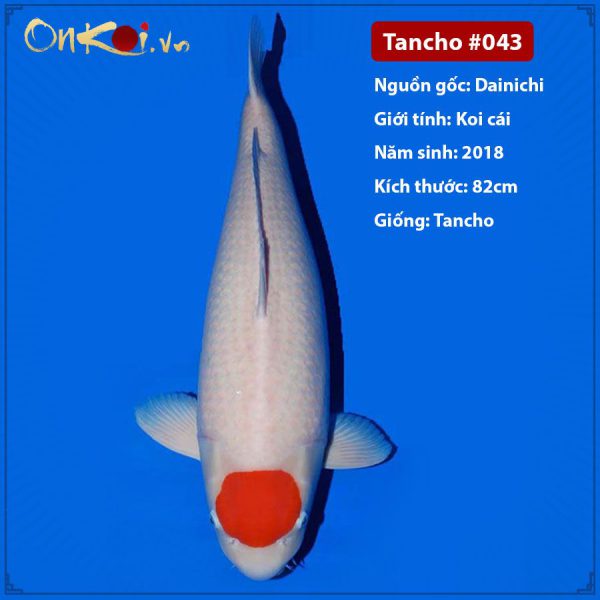 OnKoi.vn
Tancho #043
Nguồn gốc: Dainichi
Giới tính: Koi cái
Năm sinh: 2018
Kích thước: 82cm
Giống: Tancho